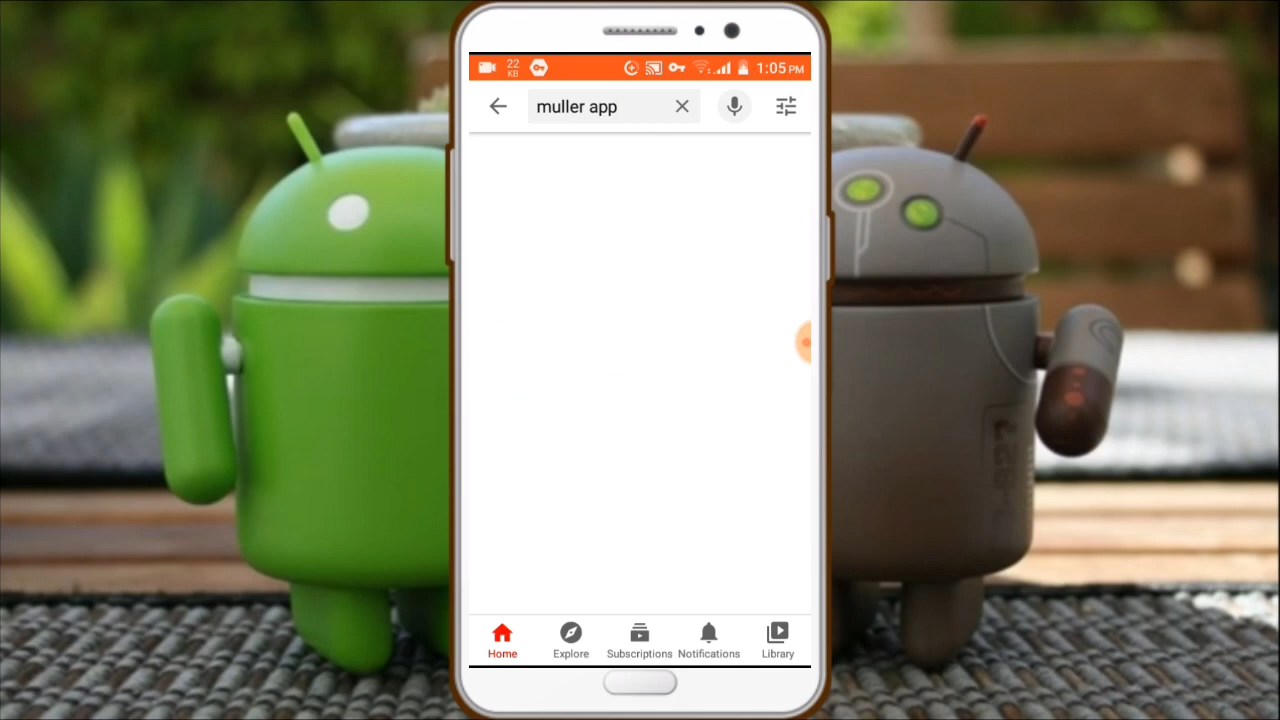 22
KB
1:05 PM
muller app
Home
Explore
Subscriptions
Notifications
Library